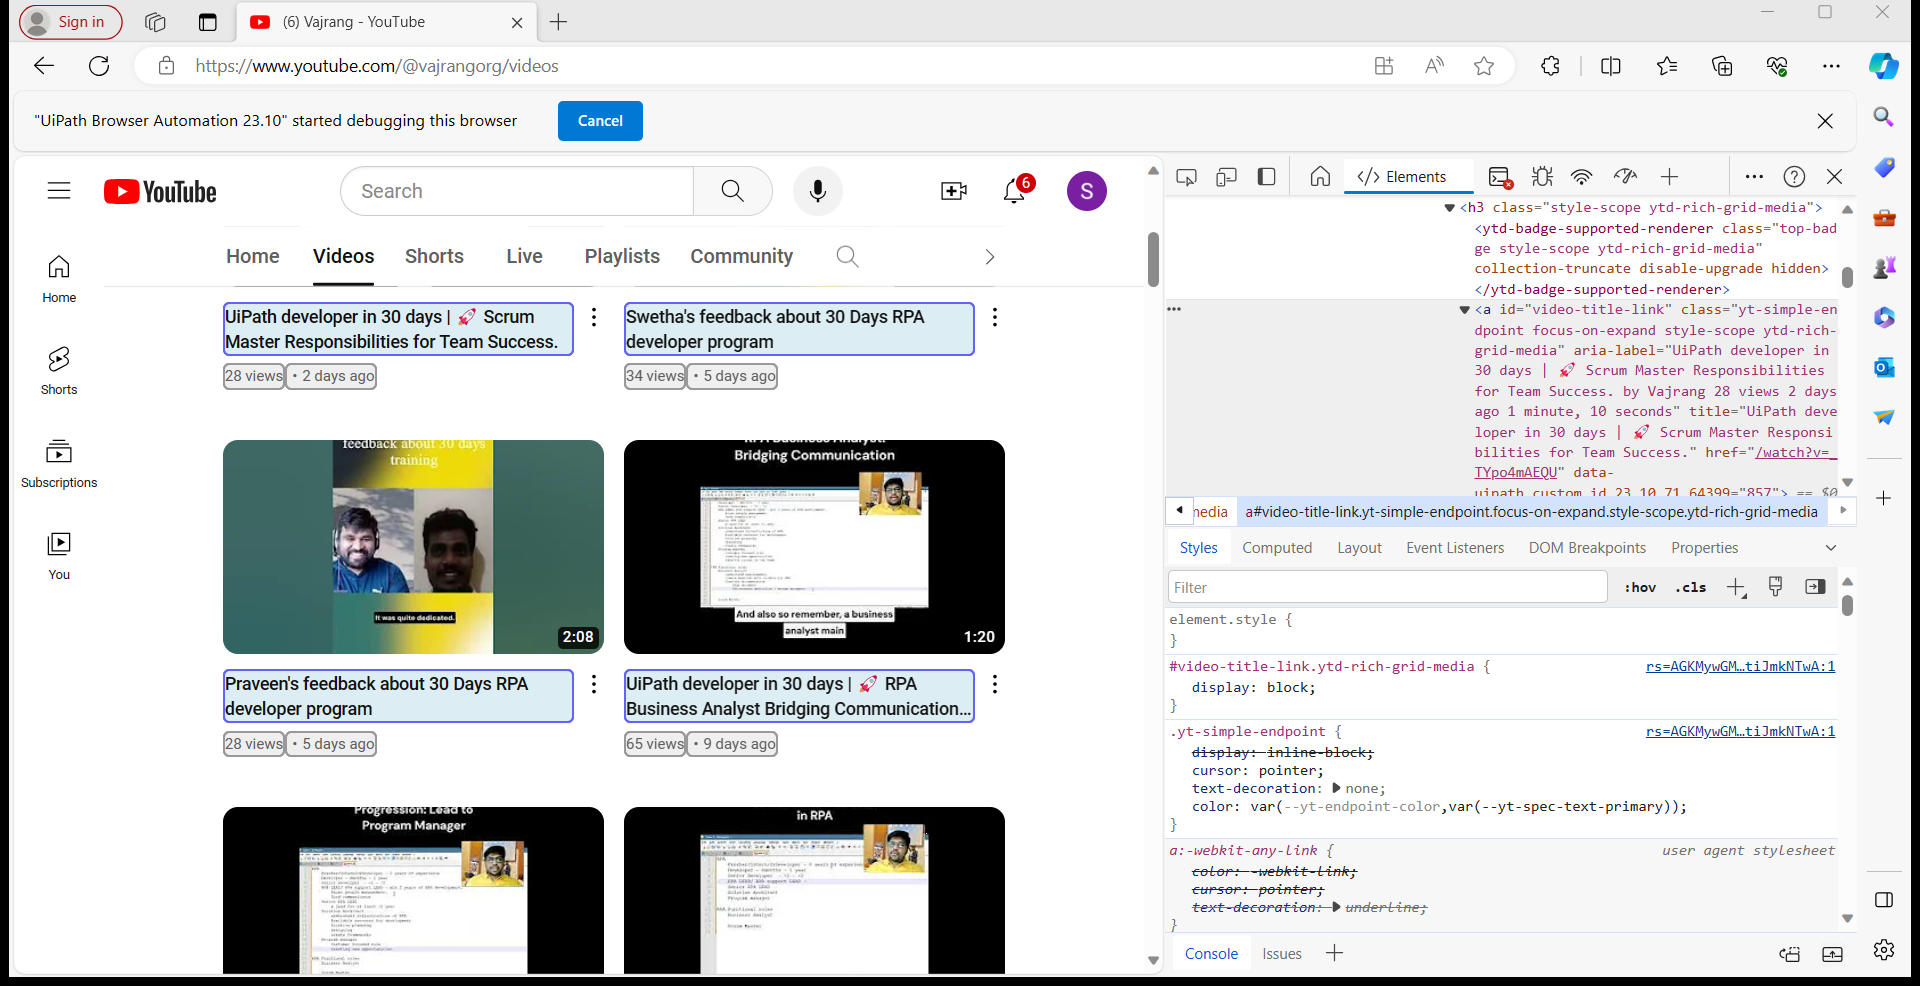 Sign in
(6) Vajrang - YouTube
https://www.youtube.com/@vajrangorg/videos
"UiPath Browser Automation 23.10" started debugging this browser
Cancel
YouTube
Search
6
S
Home
Videos
Shorts
Live
Playlists
Community
Home
Shorts
Subscriptions
You
UiPath developer in 30 days | 🚀 Scrum
Master Responsibilities for Team Success.
28 views • 2 days ago
Swetha's feedback about 30 Days RPA
developer program
34 views • 5 days ago
feedback about 30 days
training
It was quite dedicated.
2:08
RPA Business Analyst:
Bridging Communication
And also so remember, a business
analyst main
1:20
Praveen's feedback about 30 Days RPA
developer program
28 views • 5 days ago
UiPath developer in 30 days | 🚀 RPA
Business Analyst Bridging Communication...
65 views • 9 days ago
Progression: Lead to
Program Manager
in RPA
Elements
<h3 class="style-scope ytd-rich-grid-media">
<ytd-badge-supported-renderer class="top-bad
ge style-scope ytd-rich-grid-media"
collection-truncate disable-upgrade hidden>
</ytd-badge-supported-renderer>
<a id="video-title-link" class="yt-simple-en
dpoint focus-on-expand style-scope ytd-rich-
grid-media" aria-label="UiPath developer in
30 days | 🚀 Scrum Master Responsibilities
for Team Success. by Vajrang 28 views 2 days
ago 1 minute, 10 seconds" title="UiPath deve
loper in 30 days | 🚀 Scrum Master Responsi
bilities for Team Success." href="/watch?v=_
TYpo4mAEQU" data-
uipath_custom_id_23_10_71_64399="857"> == $0
media
a#video-title-link.yt-simple-endpoint.focus-on-expand.style-scope.ytd-rich-grid-media
Styles
Computed
Layout
Event Listeners
DOM Breakpoints
Properties
Filter
:hov
.cls
element.style {
}
#video-title-link.ytd-rich-grid-media {
rs=AGKMywGM…tiJmkNTwA:1
display: block;
}
.yt-simple-endpoint {
rs=AGKMywGM…tiJmkNTwA:1
display: inline-block;
cursor: pointer;
text-decoration: none;
color: var(--yt-endpoint-color,var(--yt-spec-text-primary));
}
a:-webkit-any-link {
user agent stylesheet
color: -webkit-link;
cursor: pointer;
text-decoration: underline;
}
Console
Issues